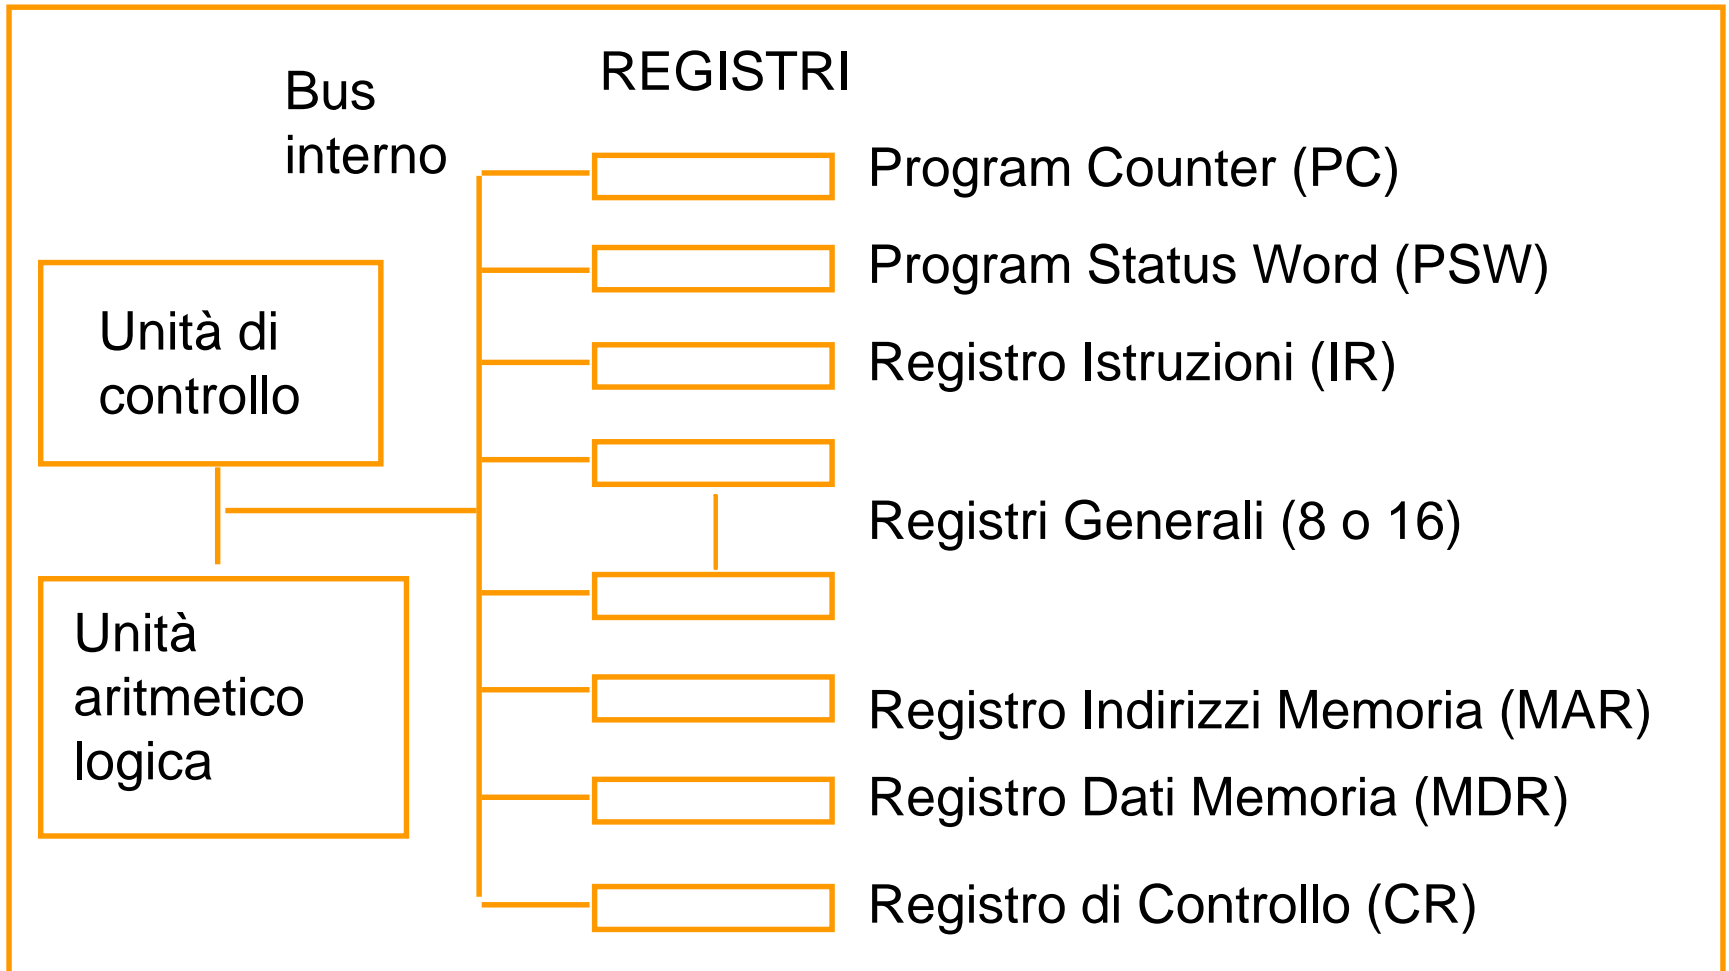 Bus
interno
REGISTRI
Program Counter (PC)
Program Status Word (PSW)
Unità di
controllo
Registro Istruzioni (IR)
Registri Generali (8 o 16)
Unità
aritmetico
logica
Registro Indirizzi Memoria (MAR)
Registro Dati Memoria (MDR)
Registro di Controllo (CR)